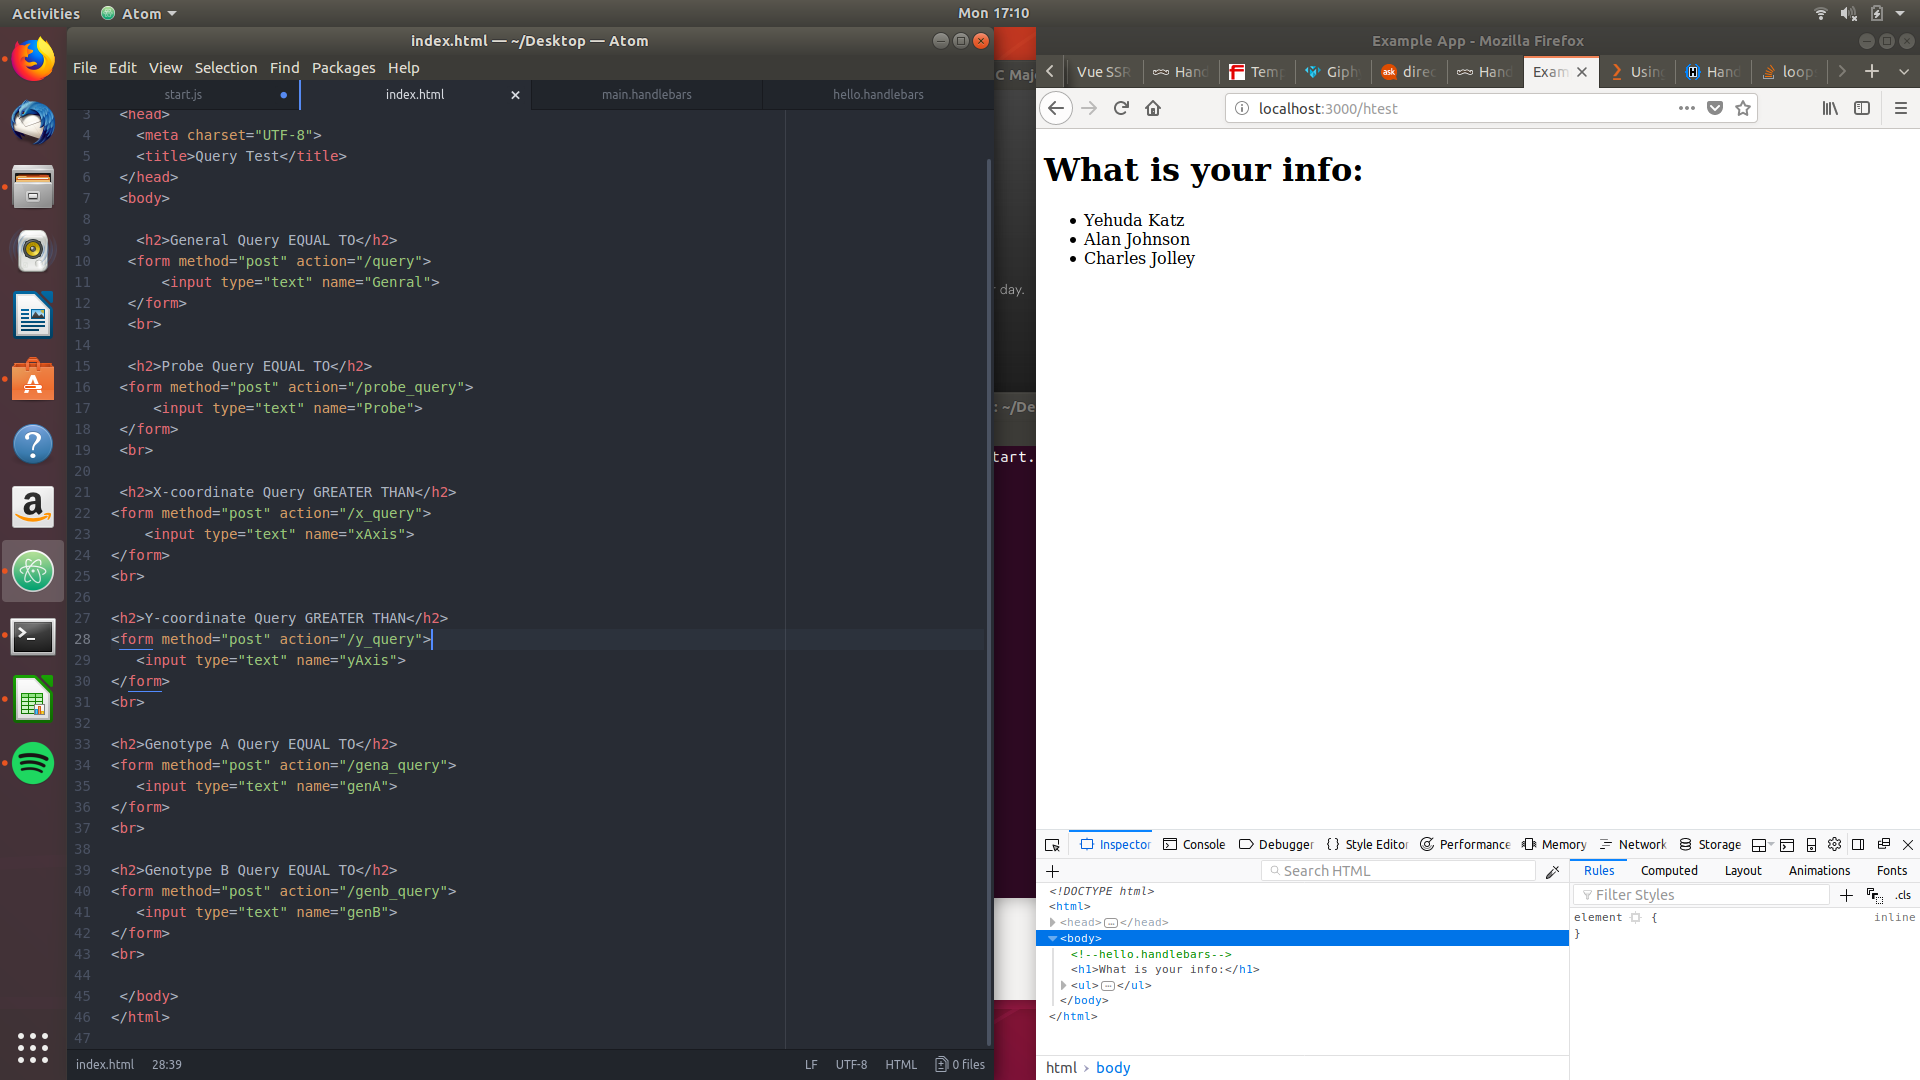 Activities
Atom
Mon 17:10
index.html — ~/Desktop — Atom
File Edit View Selection Find Packages Help
start.js
index.html
main.handlebars
hello.handlebars
3 <head>
4 <meta charset="UTF-8">
5 <title>Query Test</title>
6 </head>
7 <body>
8
9 <h2>General Query EQUAL TO</h2>
10 <form method="post" action="/query">
11 <input type="text" name="Genral">
12 </form>
13 <br>
14
15 <h2>Probe Query EQUAL TO</h2>
16 <form method="post" action="/probe_query">
17 <input type="text" name="Probe">
18 </form>
19 <br>
20
21 <h2>X-coordinate Query GREATER THAN</h2>
22 <form method="post" action="/x_query">
23 <input type="text" name="xAxis">
24 </form>
25 <br>
26
27 <h2>Y-coordinate Query GREATER THAN</h2>
28 <form method="post" action="/y_query">
29 <input type="text" name="yAxis">
30 </form>
31 <br>
32
33 <h2>Genotype A Query EQUAL TO</h2>
34 <form method="post" action="/gena_query">
35 <input type="text" name="genA">
36 </form>
37 <br>
38
39 <h2>Genotype B Query EQUAL TO</h2>
40 <form method="post" action="/genb_query">
41 <input type="text" name="genB">
42 </form>
43 <br>
44
45 </body>
46 </html>
47
index.html 28:39
LF UTF-8 HTML 0 files
C Maj
day.
: ~/De
tart.
Example App - Mozilla Firefox
Vue SSR
Hand
Temp
Giph
ask direc
Hand
Exam
Using
Hand
loop
localhost:3000/htest
What is your info:
• Yehuda Katz
• Alan Johnson
• Charles Jolley
Inspector Console Debugger Style Editor Performance Memory Network Storage
Search HTML
<!DOCTYPE html>
<html>
<head>…</head>
<body>
<!--hello.handlebars-->
<h1>What is your info:</h1>
<ul>…</ul>
</body>
</html>
html › body
Rules Computed Layout Animations Fonts
Filter Styles
.cls
element { inline
}